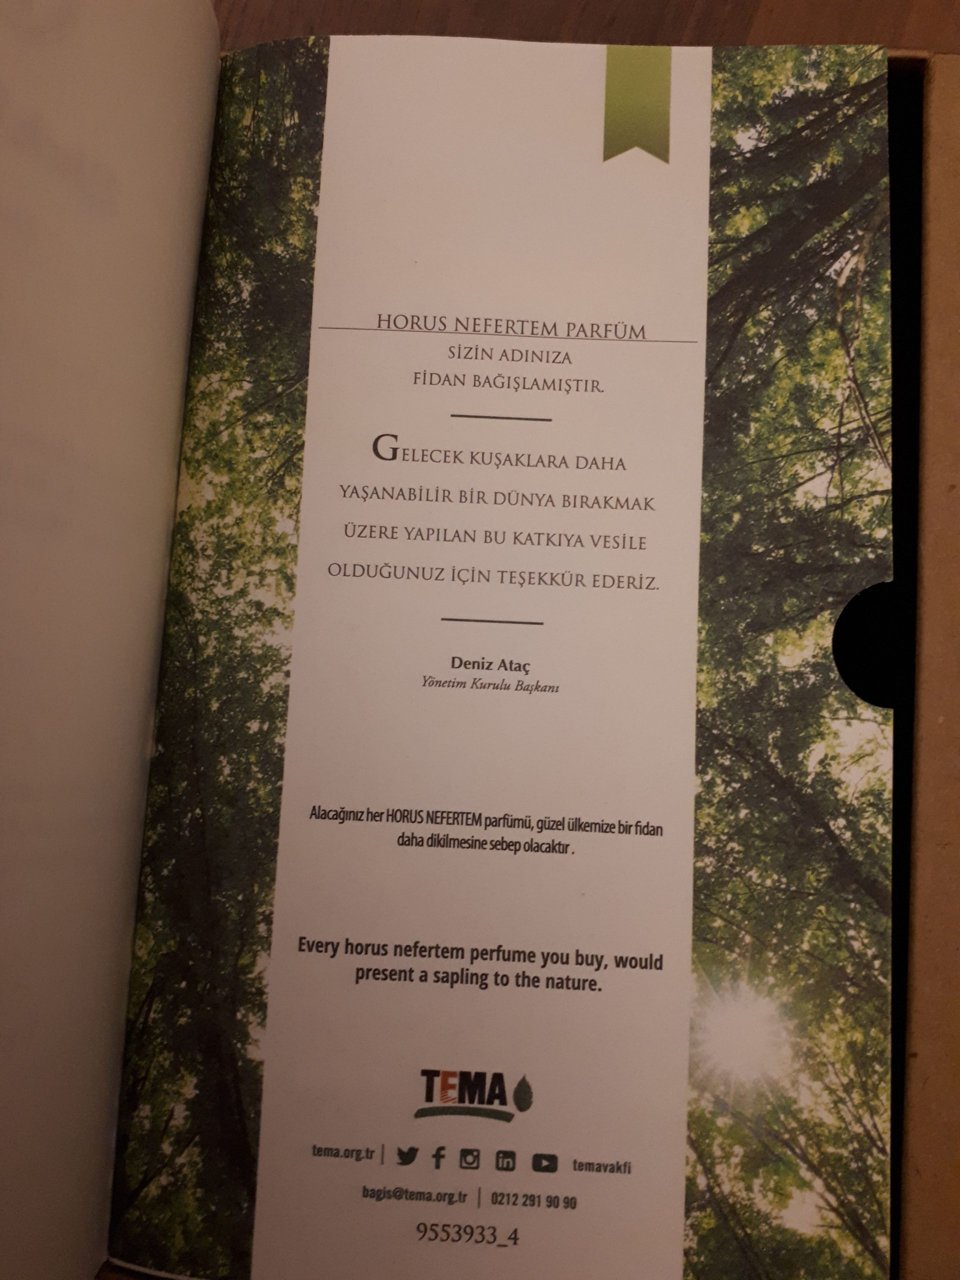 HORUS NEFERTEM PARFÜM
SİZİN ADINIZA
FİDAN BAĞIŞLAMIŞTIR.
GELECEK KUŞAKLARA DAHA
YAŞANABİLİR BİR DÜNYA BIRAKMAK
ÜZERE YAPILAN BU KATKIYA VESİLE
OLDUĞUNUZ İÇİN TEŞEKKÜR EDERİZ.
Deniz Ataç
Yönetim Kurulu Başkanı
Alacağınız her HORUS NEFERTEM parfümü, güzel ülkemize bir fidan
daha dikilmesine sebep olacaktır .
Every horus nefertem perfume you buy, would
present a sapling to the nature.
TEMA
tema.org.tr | temavakfi
bagis@tema.org.tr | 0212 291 90 90
9553933_4